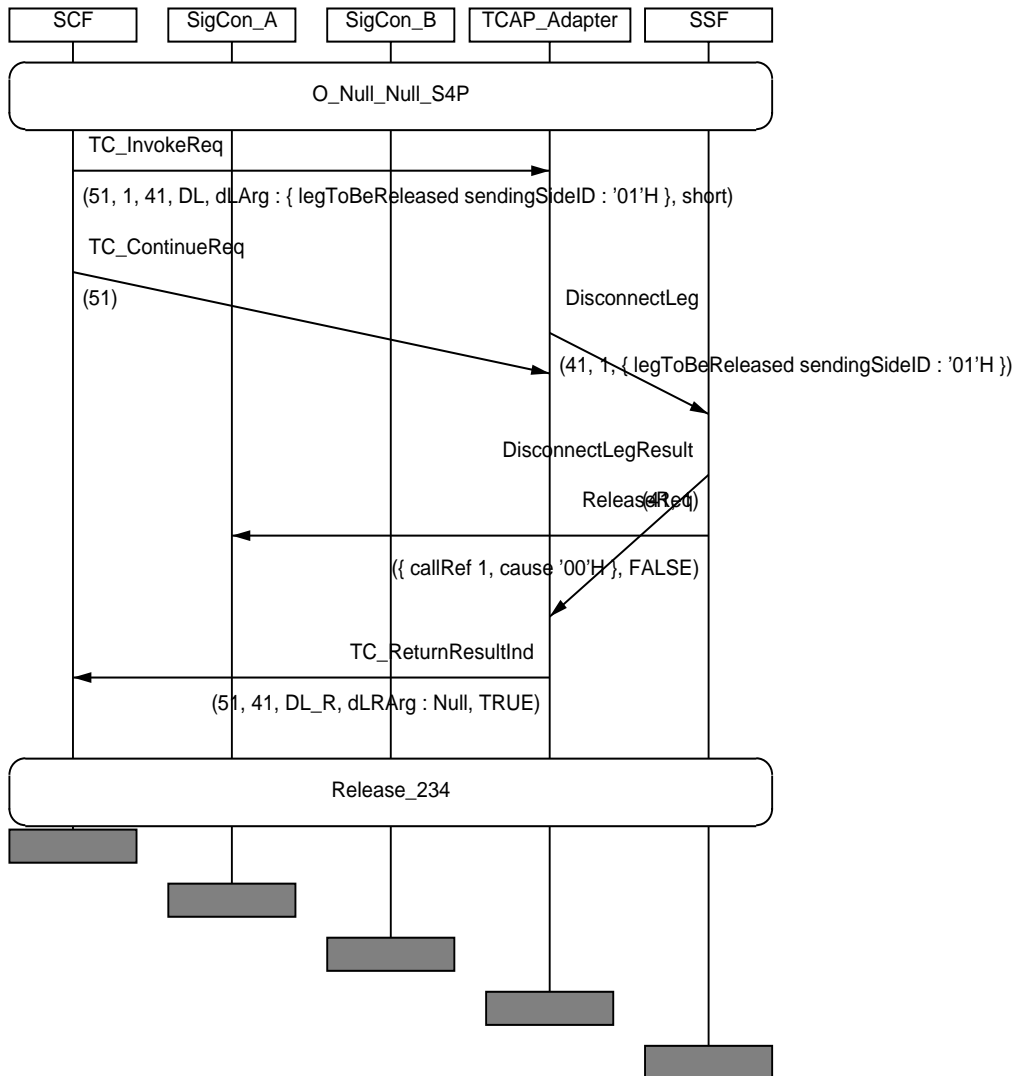 SCF SigCon_A SigCon_B TCAP_Adapter SSF
O_Null_Null_S4P
TC_InvokeReq
(51, 1, 41, DL, dLArg : { legToBeReleased sendingSideID : '01'H }, short)
TC_ContinueReq
(51)
DisconnectLeg
(41, 1, { legToBeReleased sendingSideID : '01'H })
DisconnectLegResult
ReleaseReq
({ callRef 1, cause '00'H }, FALSE)
TC_ReturnResultInd
(51, 41, DL_R, dLRArg : Null, TRUE)
Release_234